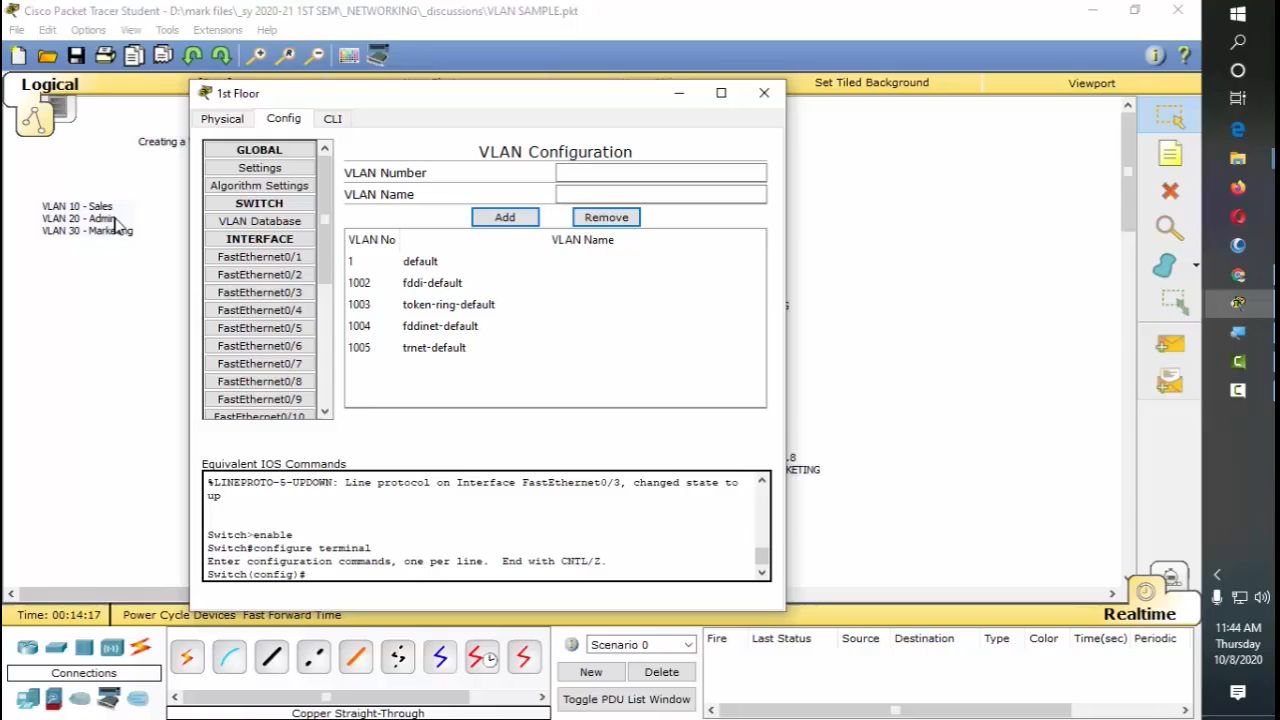 Cisco Packet Tracer Student - D:\mark files\_sy 2020-21 1ST SEM\_NETWORKING\_discussions\VLAN SAMPLE.pkt
File Edit Options View Tools Extensions Help
Logical
Set Tiled Background
Viewport
1st Floor
Physical Config CLI
Creating a
VLAN 10 - Sales
VLAN 20 - Admin
VLAN 30 - Marketing
GLOBAL
Settings
Algorithm Settings
SWITCH
VLAN Database
INTERFACE
FastEthernet0/1
FastEthernet0/2
FastEthernet0/3
FastEthernet0/4
FastEthernet0/5
FastEthernet0/6
FastEthernet0/7
FastEthernet0/8
FastEthernet0/9
FastEthernet0/10
VLAN Configuration
VLAN Number
VLAN Name
Add Remove
VLAN No VLAN Name
1 default
1002 fddi-default
1003 token-ring-default
1004 fddinet-default
1005 trnet-default
.8
KETING
Equivalent IOS Commands
%LINEPROTO-5-UPDOWN: Line protocol on Interface FastEthernet0/3, changed state to
up
Switch>enable
Switch#configure terminal
Enter configuration commands, one per line. End with CNTL/Z.
Switch(config)#
Time: 00:14:17 Power Cycle Devices Fast Forward Time
Realtime
Connections
Copper Straight-Through
Scenario 0
New Delete
Toggle PDU List Window
Fire Last Status Source Destination Type Color Time(sec) Periodic
11:44 AM
Thursday
10/8/2020